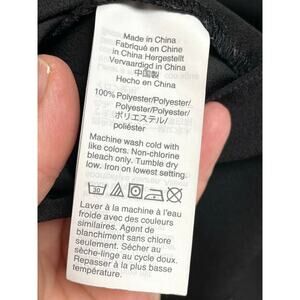 Made in China
Fabriqué en Chine
in China Hergestellt
Vervaardigd in China
中国製
Hecho en China
100% Polyester/Polyester/
Polyester/Polyester/
ポリエステル/
poliéster
Machine wash cold with
like colors. Non-chlorine
bleach only. Tumble dry
low. Iron on lowest setting.
30
Laver à la machine à l'eau
froide avec des couleurs
similaires. Agent de
blanchiment sans chlore
seulement. Sécher au
sèche-linge au cycle doux
Repasser à la plus basse
température.